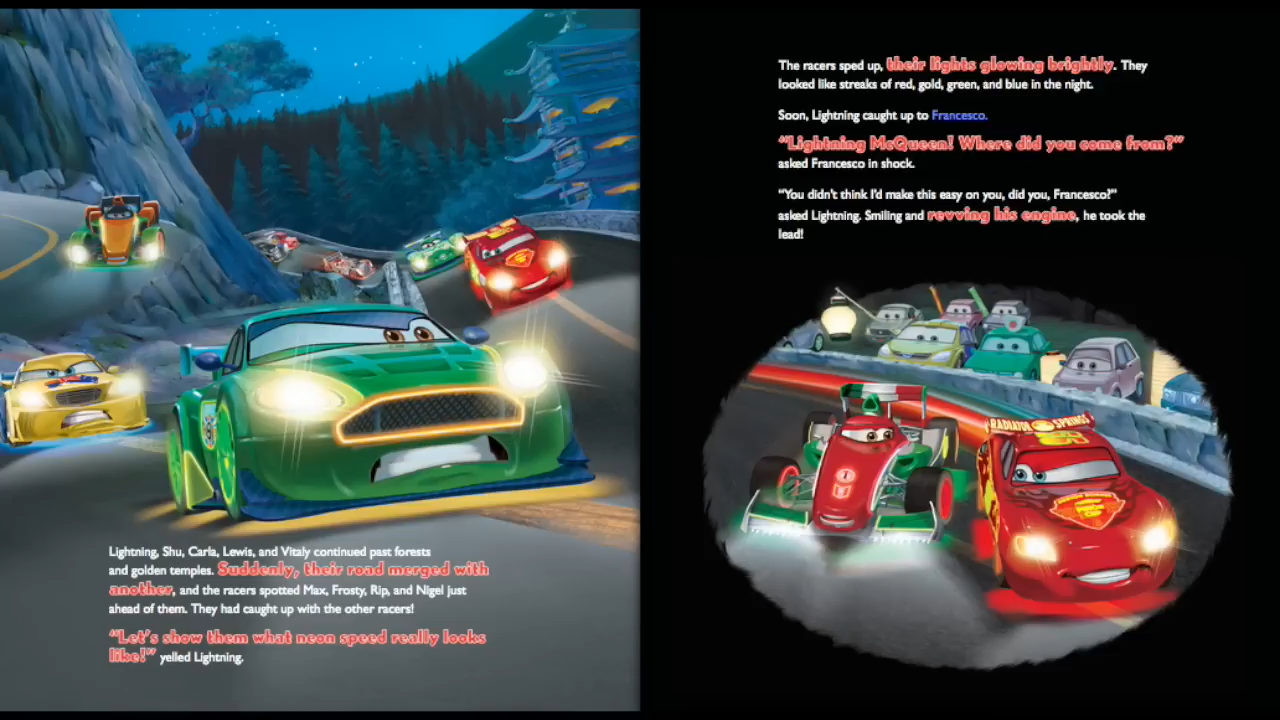 Lightning, Shu, Carla, Lewis, and Vitaly continued past forests
and golden temples. Suddenly, their road merged with
another, and the racers spotted Max, Frosty, Rip, and Nigel just
ahead of them. They had caught up with the other racers!
“Let’s show them what neon speed really looks
like!” yelled Lightning.
The racers sped up, their lights glowing brightly. They
looked like streaks of red, gold, green, and blue in the night.
Soon, Lightning caught up to Francesco.
“Lightning McQueen! Where did you come from?”
asked Francesco in shock.
“You didn’t think I’d make this easy on you, did you, Francesco?”
asked Lightning. Smiling and revving his engine, he took the
lead!
RADIATOR SPRINGS
1